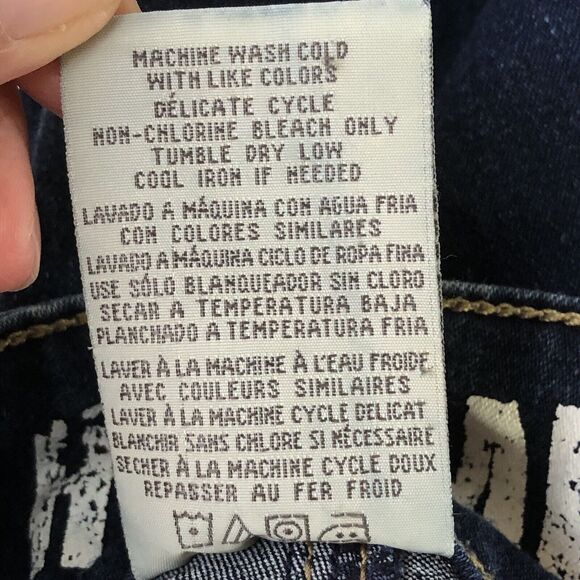 MACHINE WASH COLD
WITH LIKE COLORS
DÉLICATE CYCLE
NON-CHLORINE BLEACH ONLY
TUMBLE DRY LOW
COOL IRON IF NEEDED
LAVADO A MÁQUINA CON AGUA FRIA
CON COLORES SIMILARES
LAVADO A MÁQUINA CICLO DE ROPA FINA
USE SÓLO BLANQUEADOR SIN CLORO
SECAR A TEMPERATURA BAJA
PLANCHADO A TEMPERATURA FRIA
LAVER À LA MACHINE À L'EAU FROIDE
AVEC COULEURS SIMILAIRES
LAVER À LA MACHINE CYCLE DELICAT
BLANCHIR SANS CHLORE SI NÉCESSAIRE
SECHER À LA MACHINE CYCLE DOUX
REPASSER AU FER FROID